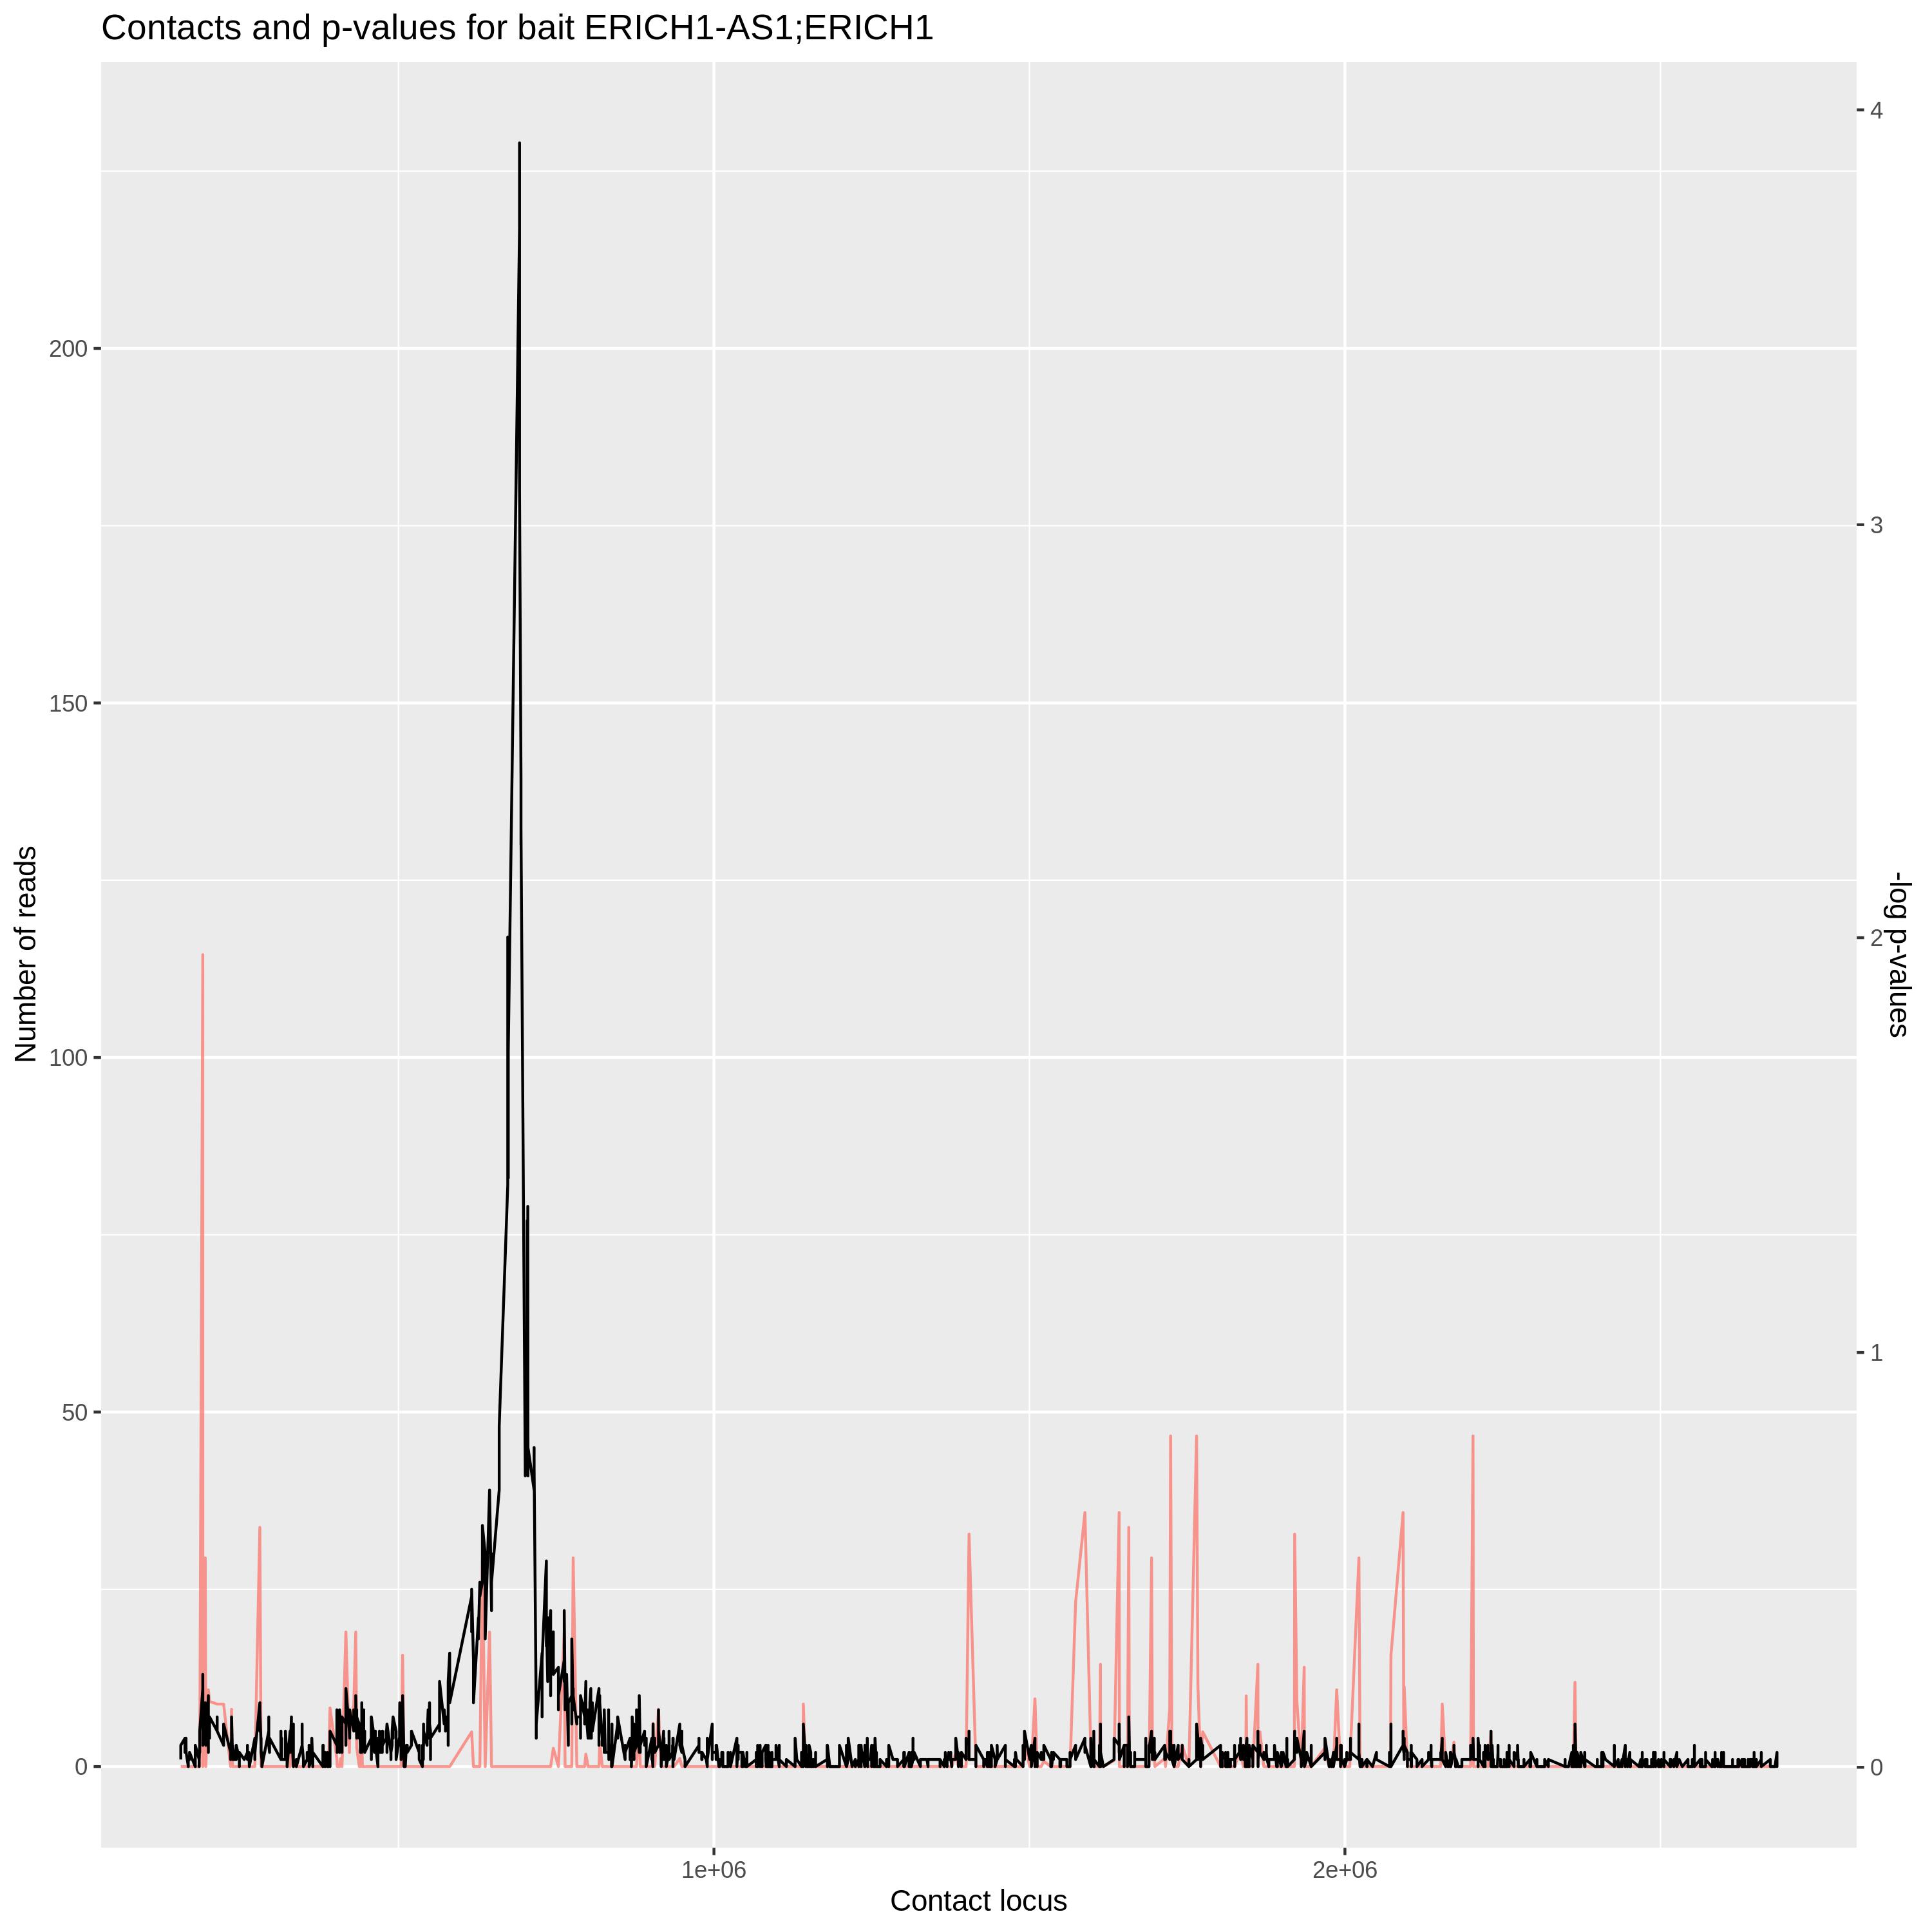 Contacts and p-values for bait ERICH1-AS1;ERICH1
4
200
3
150
Number of reads
-log p-values
2
100
1
50
0
0
1e+06
2e+06
Contact locus